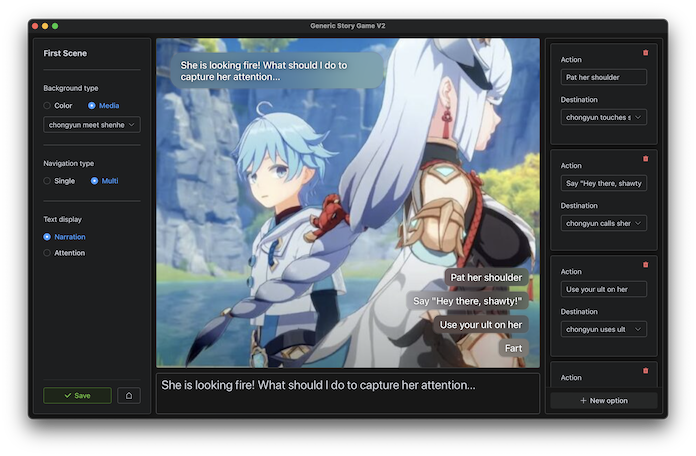 Generic Story Game V2
First Scene
Background type
Color
Media
chongyun meet shenhe
Navigation type
Single
Multi
Text display
Narration
Attention
Save
She is looking fire! What should I do to
capture her attention...
Pat her shoulder
Say "Hey there, shawty!"
Use your ult on her
Fart
She is looking fire! What should I do to capture her attention...
Action
Pat her shoulder
Destination
chongyun touches s
Action
Say "Hey there, shawty
Destination
chongyun calls sher
Action
Use your ult on her
Destination
chongyun uses ult
Action
New option